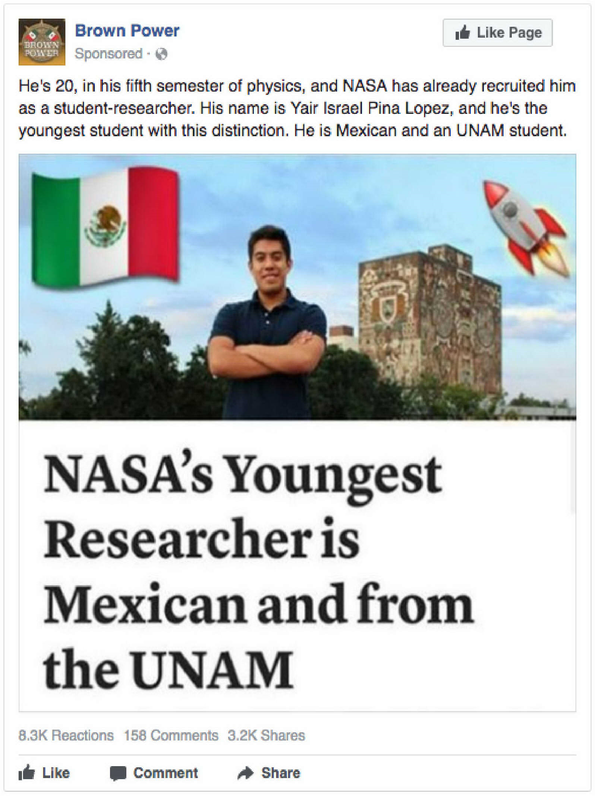 BROWN
POWER
Brown Power
Like Page
Sponsored ·
He's 20, in his fifth semester of physics, and NASA has already recruited him
as a student-researcher. His name is Yair Israel Pina Lopez, and he's the
youngest student with this distinction. He is Mexican and an UNAM student.
NASA's Youngest
Researcher is
Mexican and from
the UNAM
8.3K Reactions 158 Comments 3.2K Shares
Like Comment Share